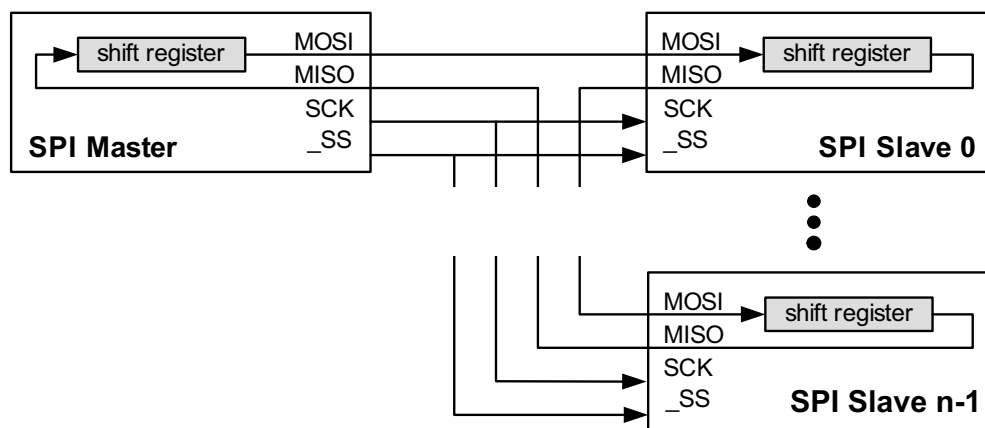 shift register
MOSI
MISO
SCK
_SS
SPI Master
MOSI
shift register
MISO
SCK
_SS
SPI Slave 0
MOSI
shift register
MISO
SCK
_SS
SPI Slave n-1